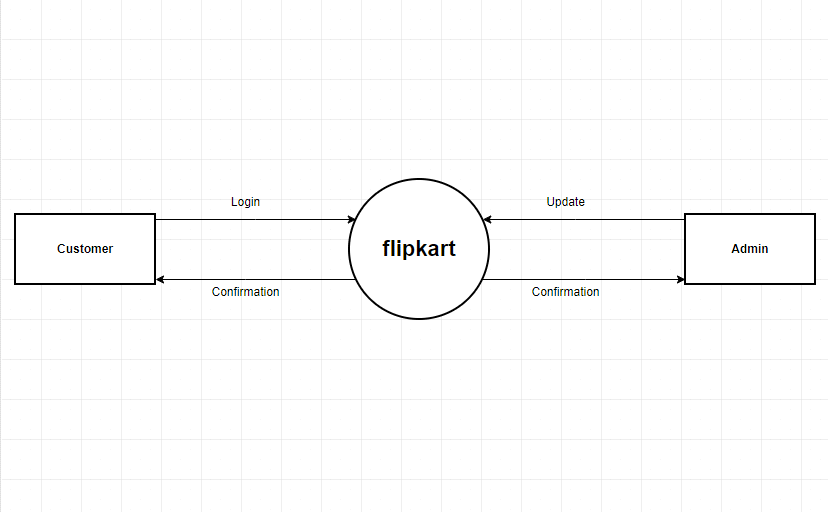 Login
Update
Customer
flipkart
Admin
Confirmation
Confirmation